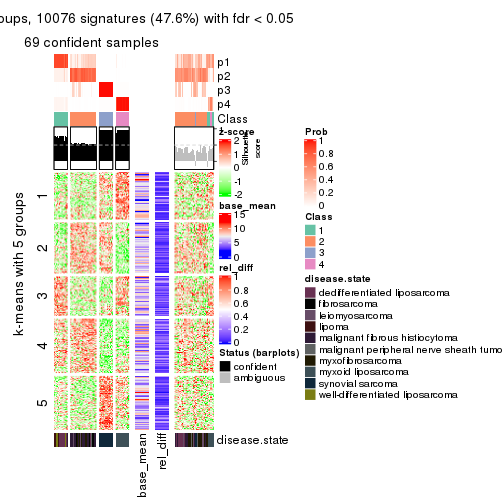 oups, 10076 signatures (47.6%) with fdr < 0.05
69 confident samples
p1
p2
p3
p4
Class
Silhouette score
k-means with 5 groups
1
2
3
4
5
disease.state
base_mean
rel_diff
z-score
2
1
0
-1
-2
base_mean
15
10
5
0
rel_diff
1
0.8
0.6
0.4
0.2
0
Status (barplots)
confident
ambiguous
Prob
1
0.8
0.6
0.4
0.2
0
Class
1
2
3
4
disease.state
dedifferentiated liposarcoma
fibrosarcoma
leiomyosarcoma
lipoma
malignant fibrous histiocytoma
malignant peripheral nerve sheath tumo
myxofibrosarcoma
myxoid liposarcoma
synovial sarcoma
well-differentiated liposarcoma